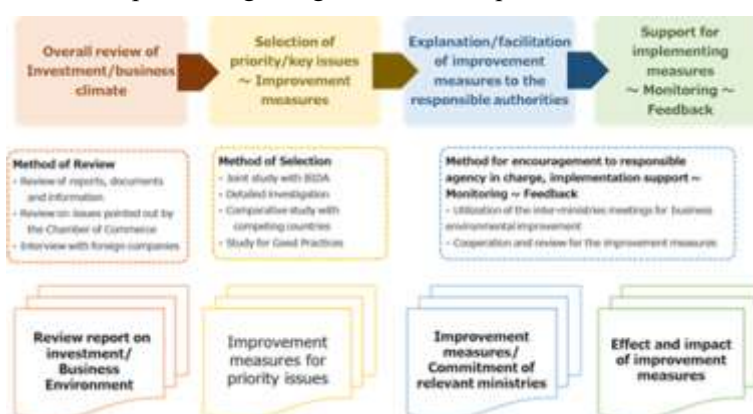 Overall review of
Investment/business
climate
Selection of
priority/key issues
～ Improvement
measures
Explanation/facilitation
of improvement
measures to the
responsible authorities
Support for
implementing
measures
～ Monitoring ～
Feedback
Method of Review
- Review of reports, documents
and information
- Review on issues pointed out by
the Chamber of Commerce
- Interview with foreign companies
Method of Selection
- Joint study with BIDA
- Detailed investigation
- Comparative study with
competing countries
- Study for Good Practices
Method for encouragement to responsible
agency in charge, implementation support ～
Monitoring ～ Feedback
- Utilization of the inter-ministries meetings for business
environmental improvement
- Cooperation and review for the improvement measures
Review report on
investment/
Business
Environment
Improvement
measures for
priority issues
Improvement
measures/
Commitment of
relevant ministries
Effect and impact
of improvement
measures